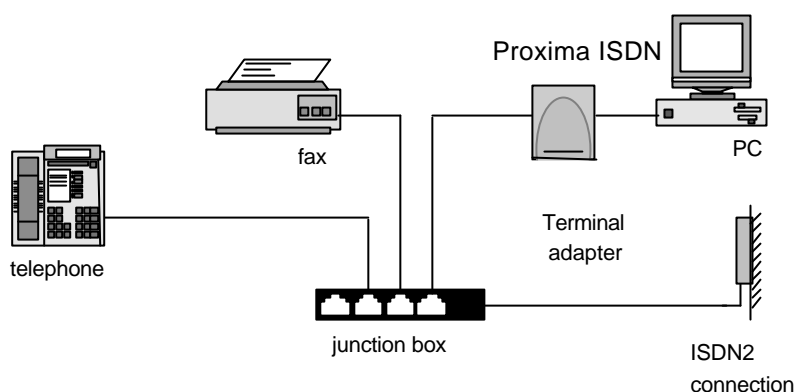 Proxima ISDN
fax
PC
telephone
Terminal
adapter
junction box
ISDN2
connection